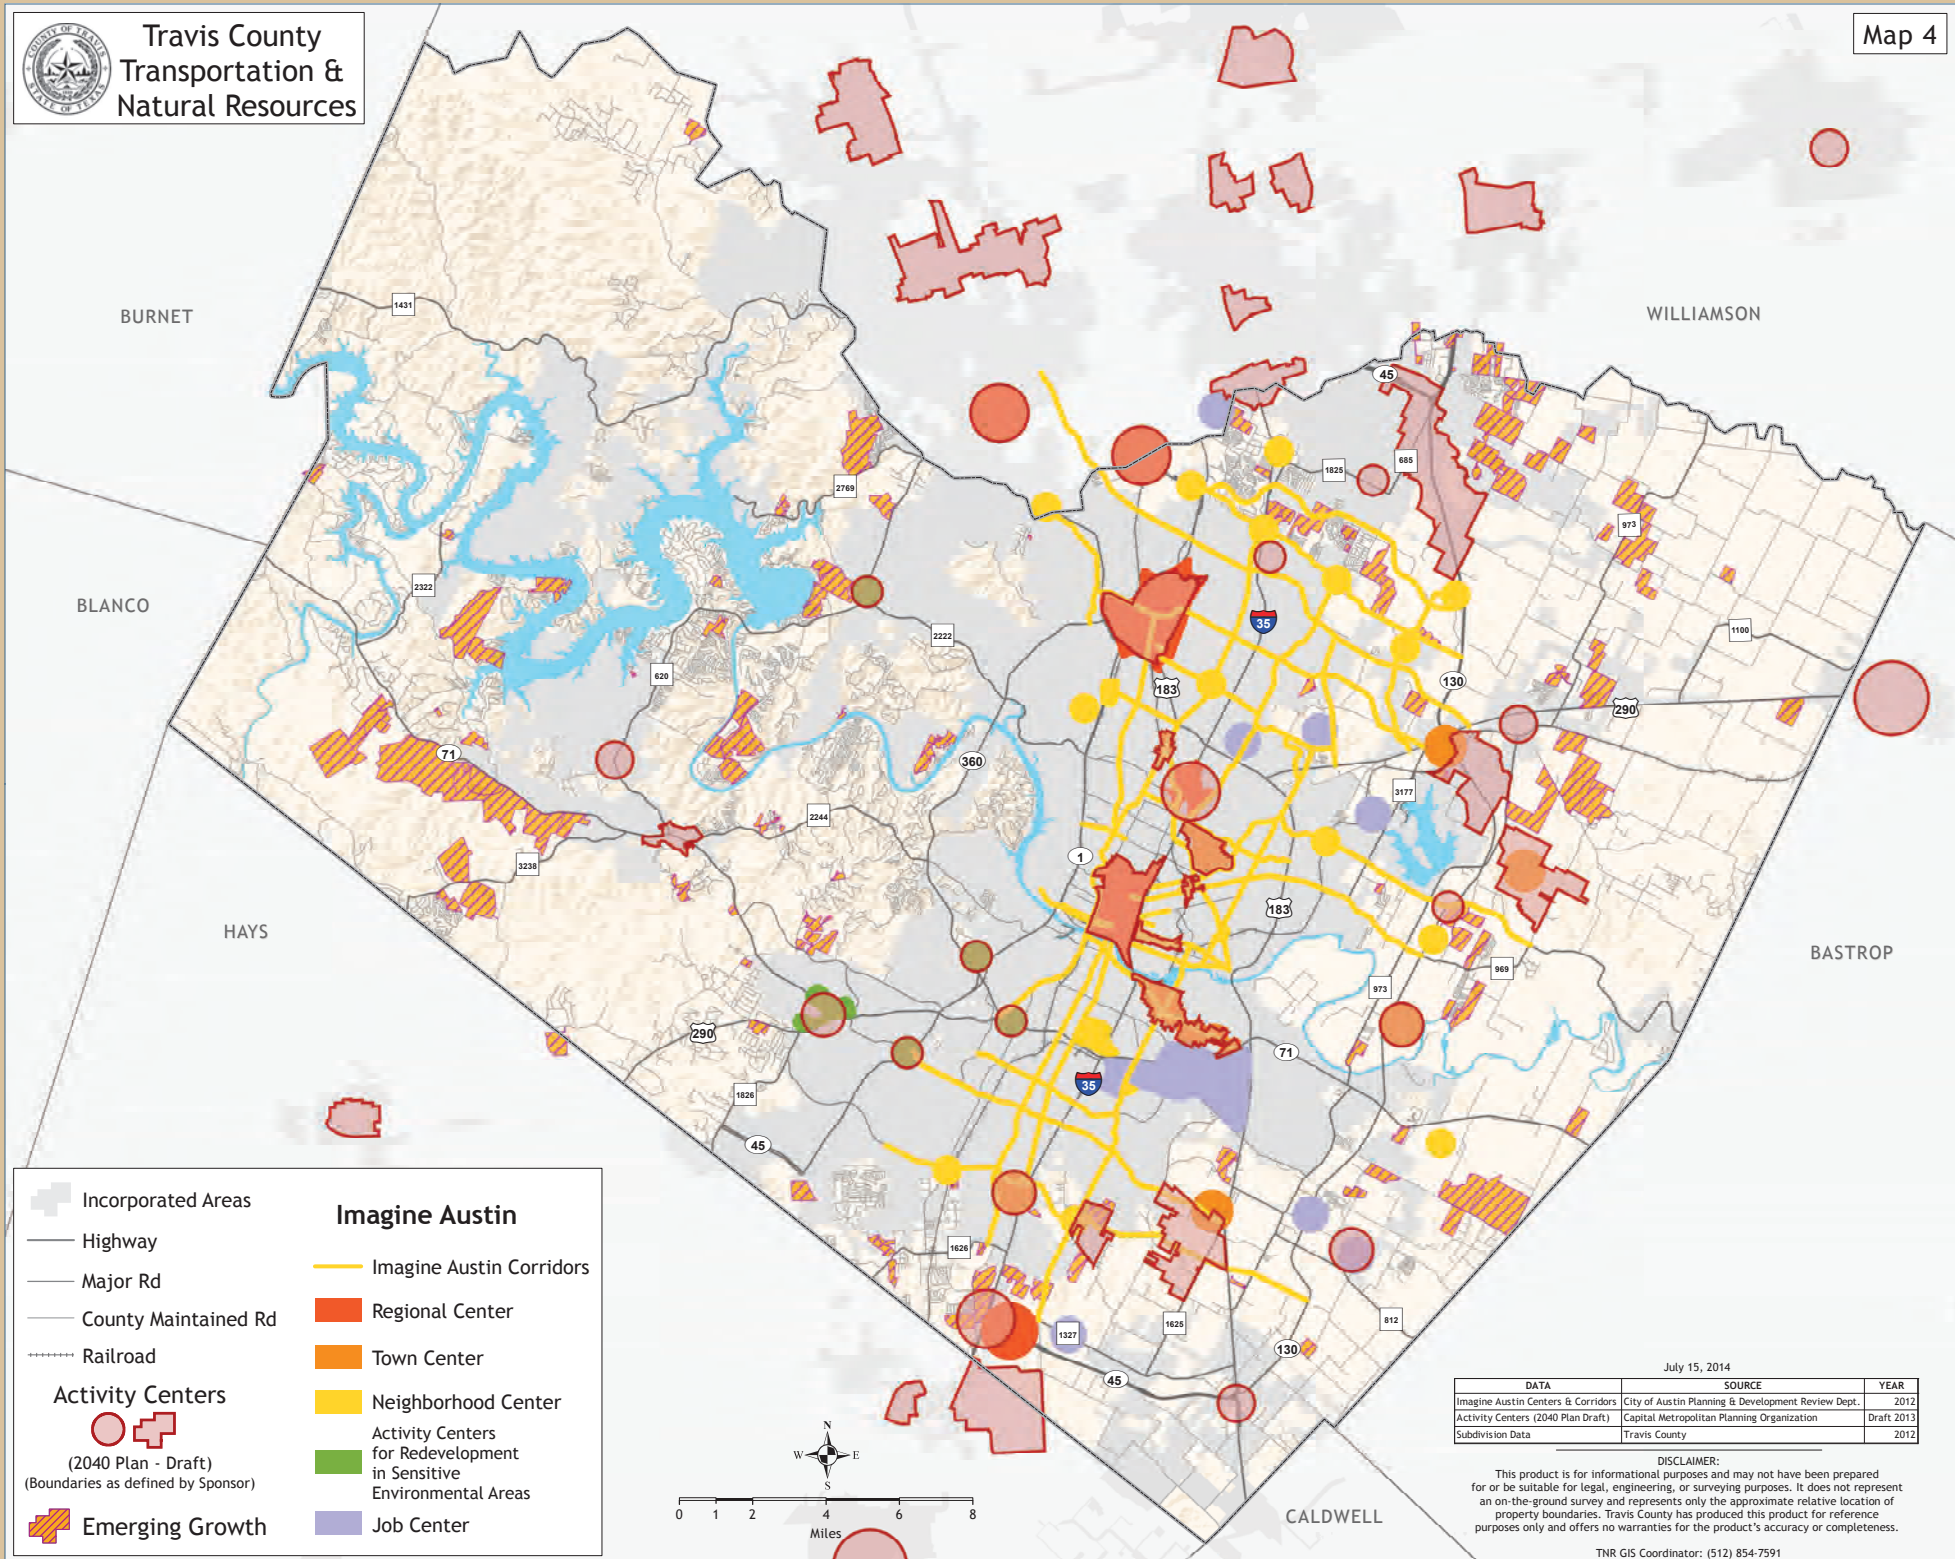 Travis County
Transportation &
Natural Resources
COUNTY OF TRAVIS
STATE OF TEXAS
Map 4
BURNET
WILLIAMSON
BLANCO
HAYS
BASTROP
CALDWELL
1431
45
685
1825
2769
973
2322
2222
35
1100
620
183
130
290
71
360
3177
2244
1
3238
183
969
973
290
71
35
1826
45
1626
1327
1625
812
130
45
Incorporated Areas
Highway
Major Rd
County Maintained Rd
Railroad
Activity Centers
(2040 Plan - Draft)
(Boundaries as defined by Sponsor)
Emerging Growth
Imagine Austin
Imagine Austin Corridors
Regional Center
Town Center
Neighborhood Center
Activity Centers
for Redevelopment
in Sensitive
Environmental Areas
Job Center
N
W E
S
0 1 2 4 6 8
Miles
July 15, 2014
DATA SOURCE YEAR
Imagine Austin Centers & Corridors City of Austin Planning & Development Review Dept. 2012
Activity Centers (2040 Plan Draft) Capital Metropolitan Planning Organization Draft 2013
Subdivision Data Travis County 2012
DISCLAIMER:
This product is for informational purposes and may not have been prepared
for or be suitable for legal, engineering, or surveying purposes. It does not represent
an on-the-ground survey and represents only the approximate relative location of
property boundaries. Travis County has produced this product for reference
purposes only and offers no warranties for the product's accuracy or completeness.
TNR GIS Coordinator: (512) 854-7591